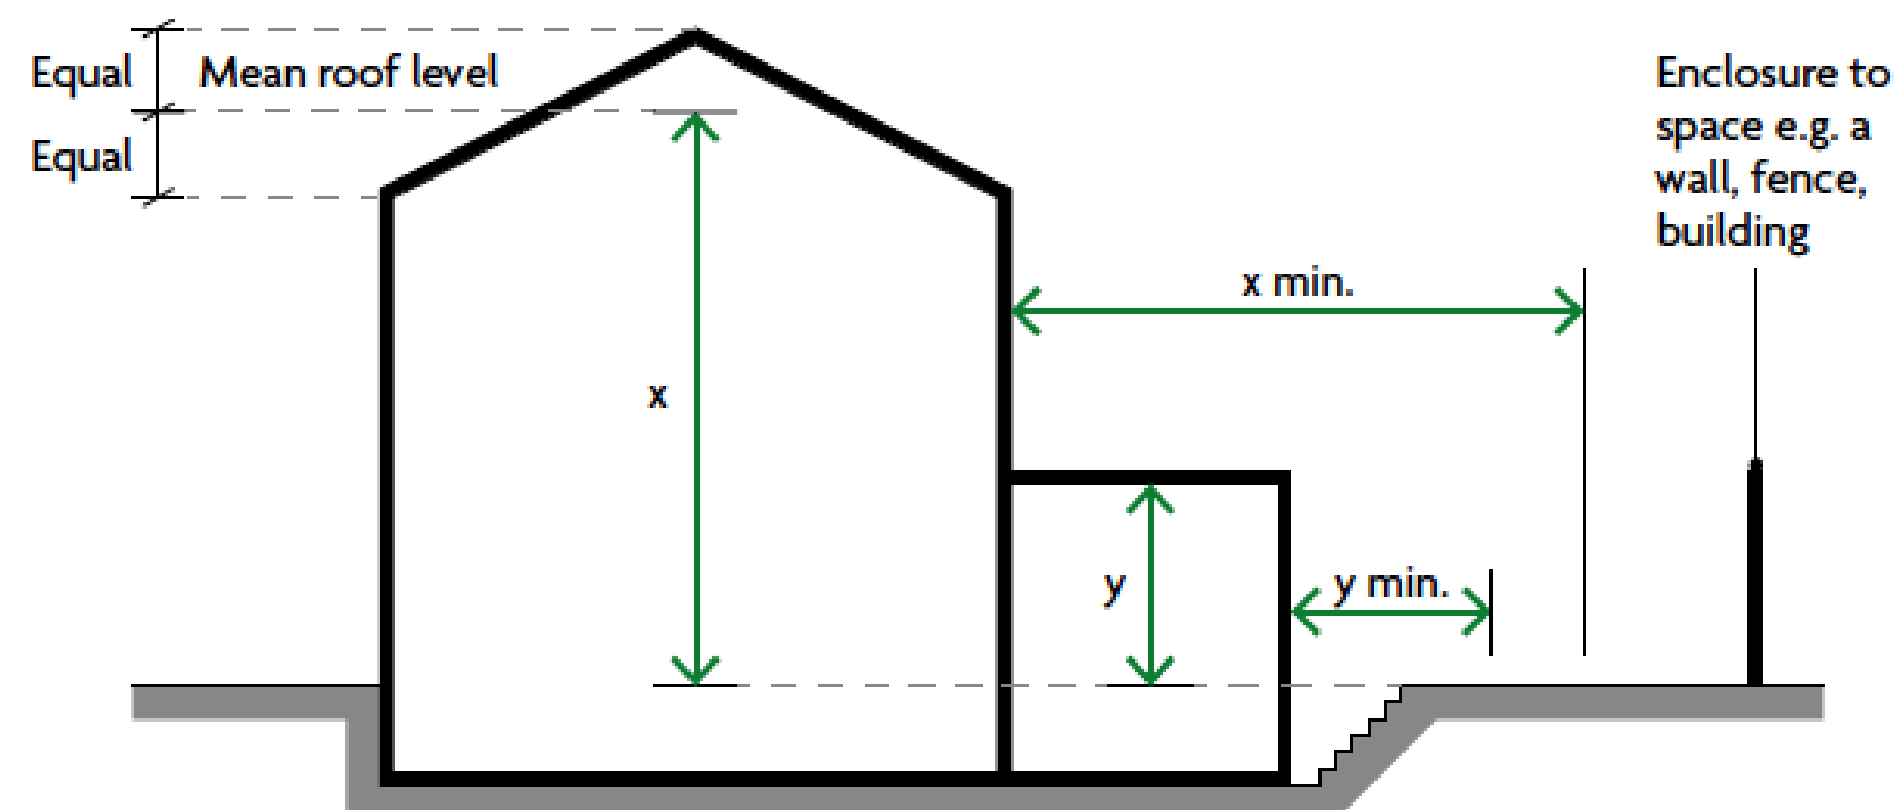 Equal
Mean roof level
Equal
Enclosure to
space e.g. a
wall, fence,
building
x min.
x
y
y min.